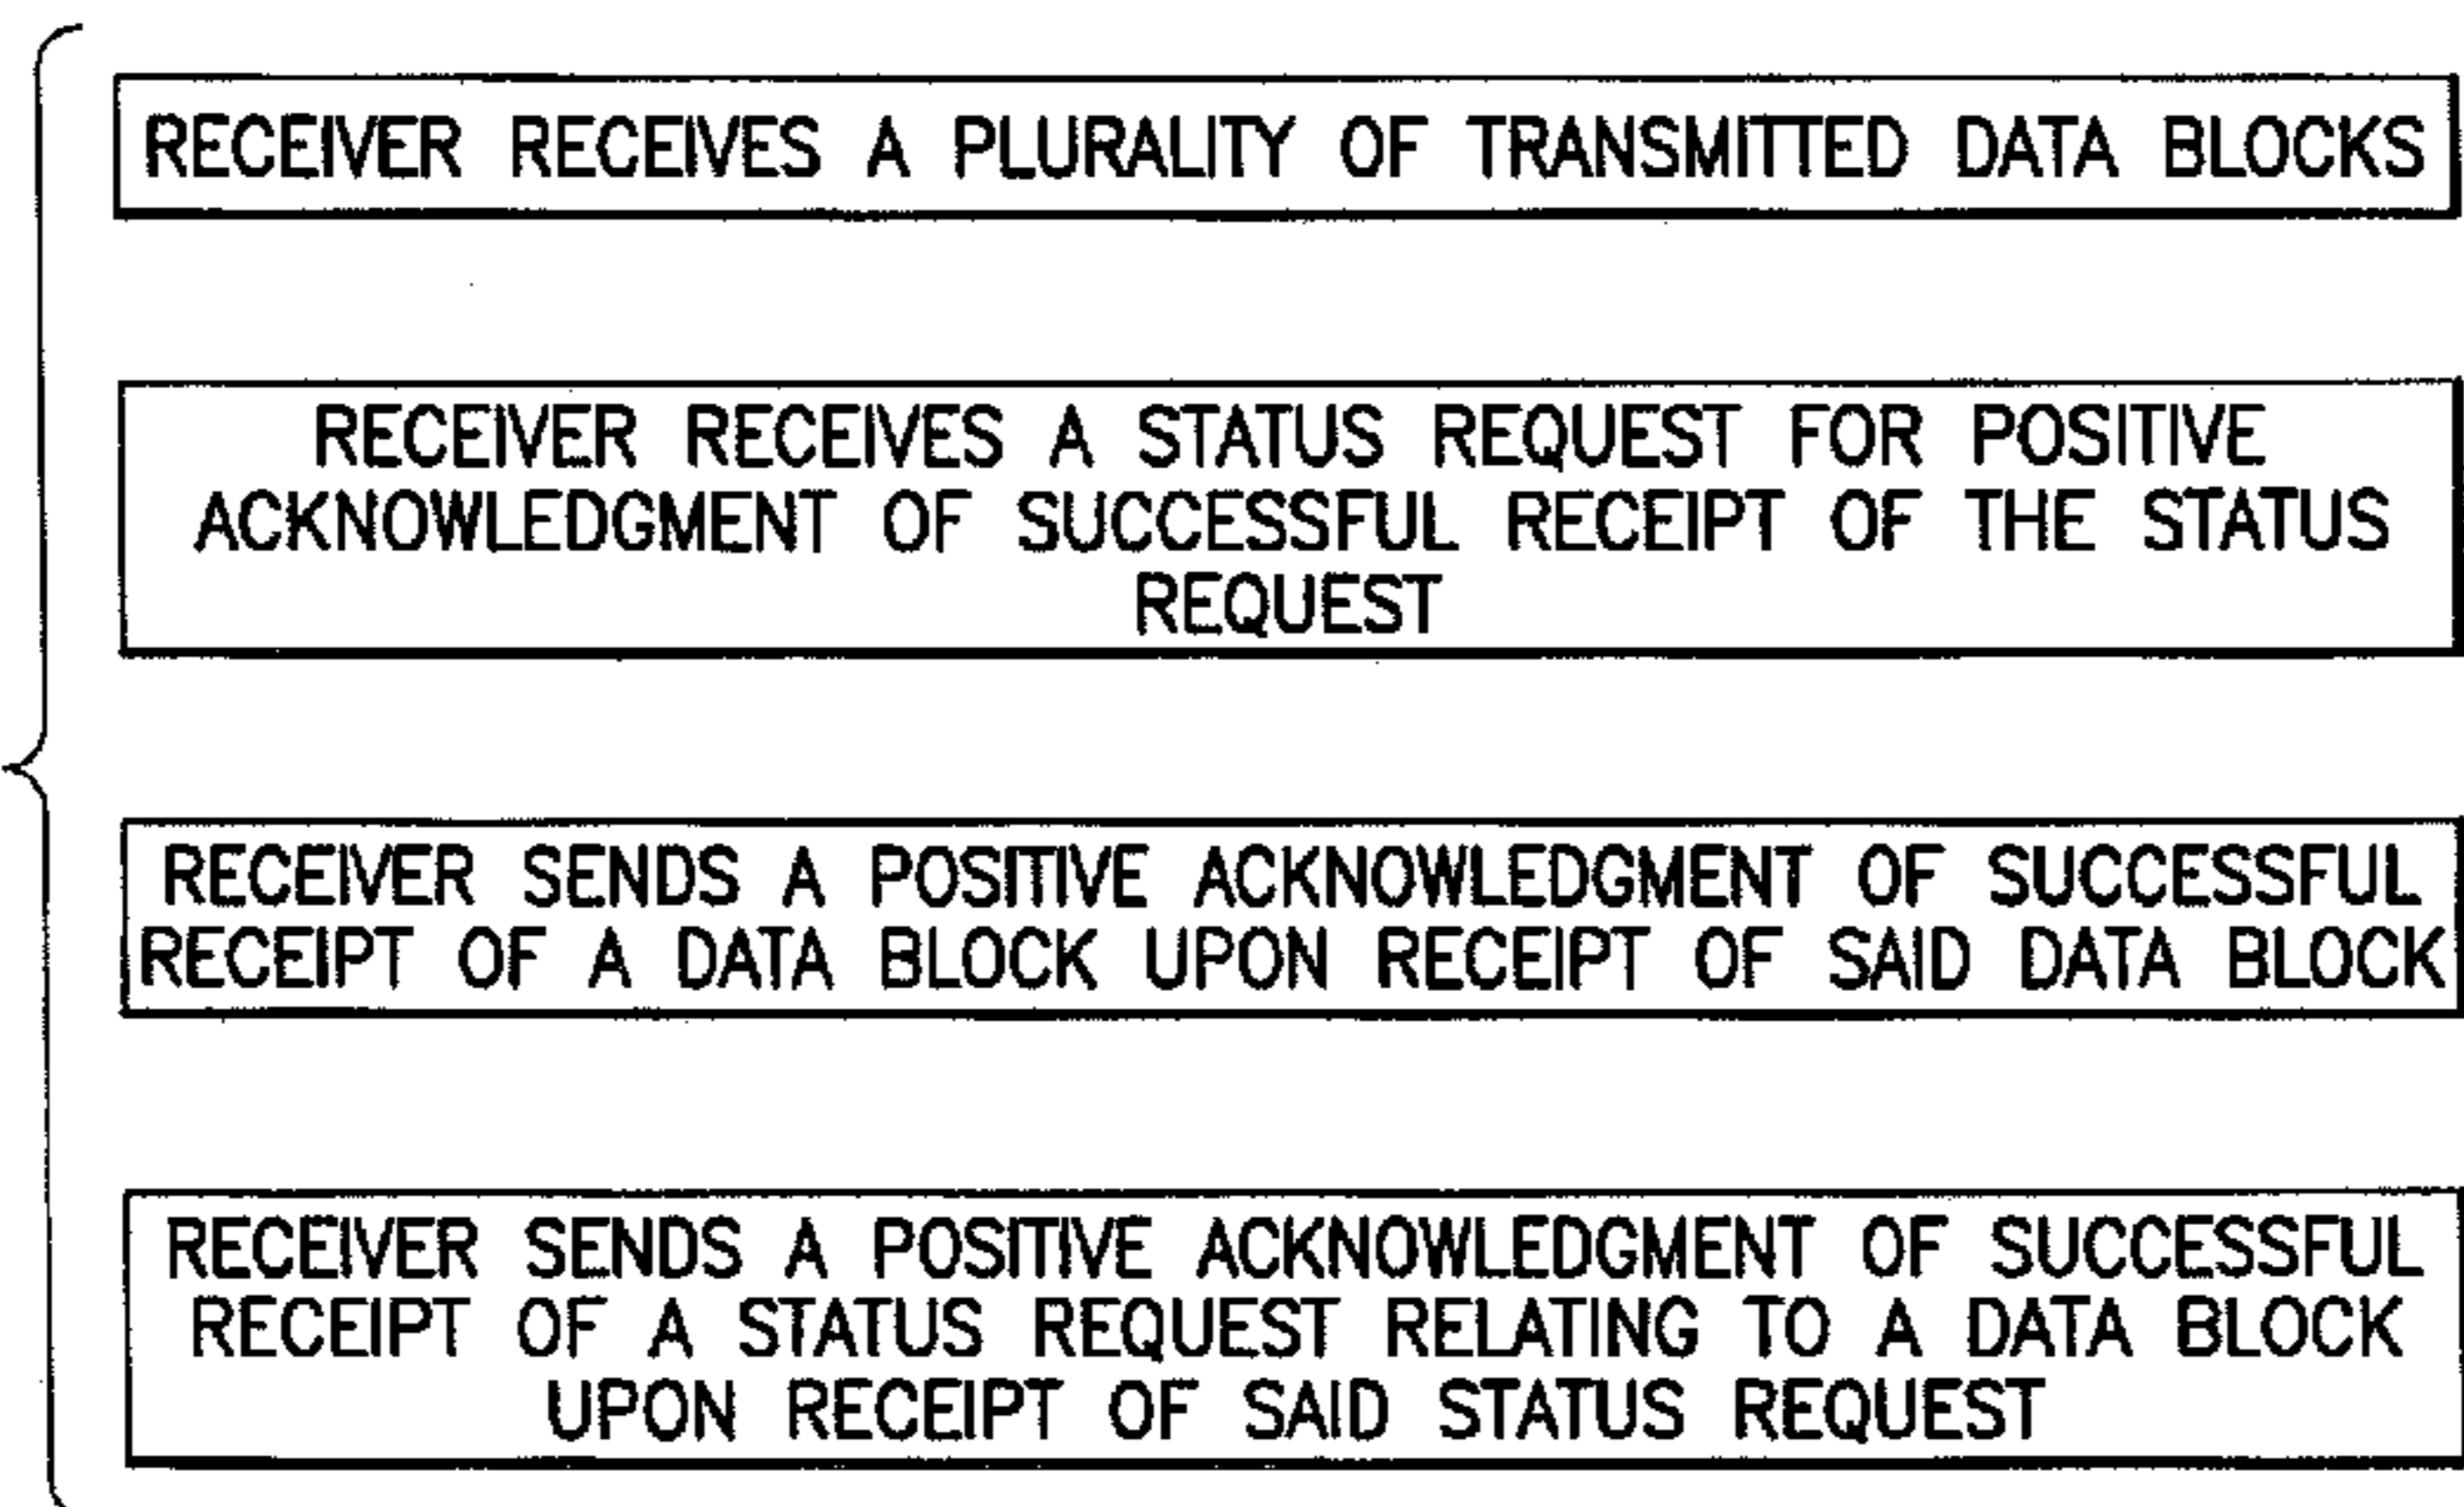 RECEIVER RECEIVES A PLURALITY OF TRANSMITTED DATA BLOCKS
RECEIVER RECEIVES A STATUS REQUEST FOR POSITIVE
ACKNOWLEDGMENT OF SUCCESSFUL RECEIPT OF THE STATUS
REQUEST
RECEIVER SENDS A POSITIVE ACKNOWLEDGMENT OF SUCCESSFUL
RECEIPT OF A DATA BLOCK UPON RECEIPT OF SAID DATA BLOCK
RECEIVER SENDS A POSITIVE ACKNOWLEDGMENT OF SUCCESSFUL
RECEIPT OF A STATUS REQUEST RELATING TO A DATA BLOCK
UPON RECEIPT OF SAID STATUS REQUEST